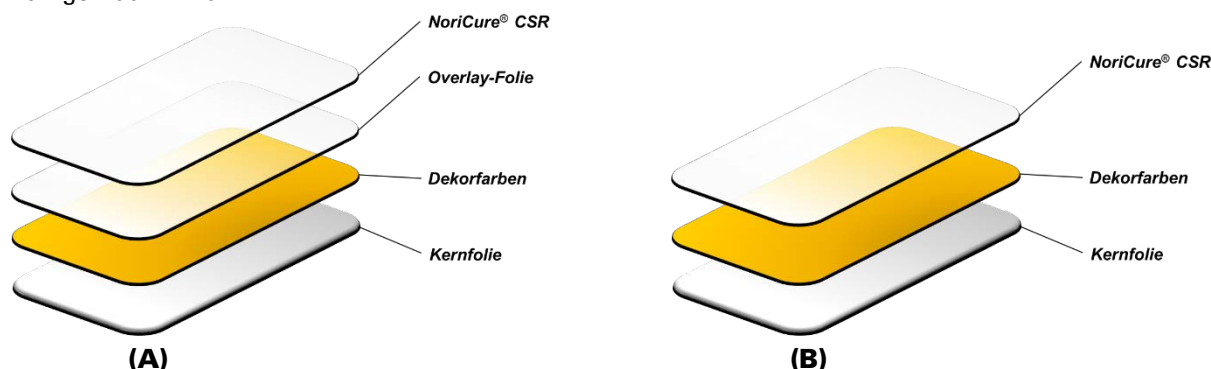 NoriCure® CSR
Overlay-Folie
Dekorfarben
Kernfolie
(A)
NoriCure® CSR
Dekorfarben
Kernfolie
(B)